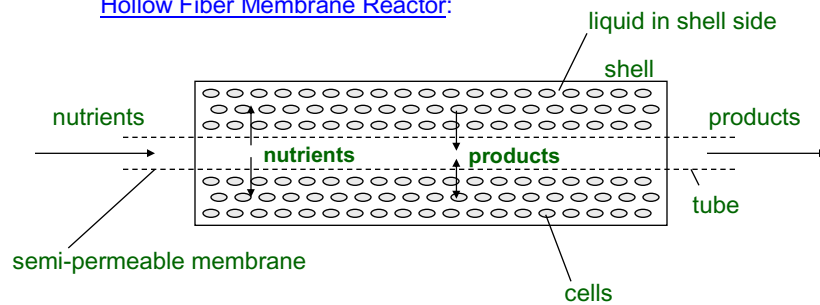 Hollow Fiber Membrane Reactor:
liquid in shell side
shell
nutrients
products
nutrients
products
tube
semi-permeable membrane
cells